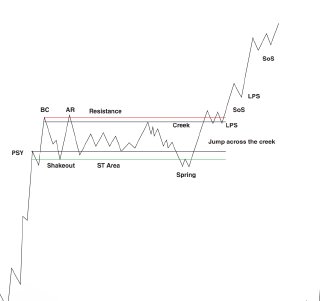 SoS
LPS
BC
AR
Resistance
SoS
Creek
LPS
Jump across the creek
PSY
Shakeout
ST Area
Spring